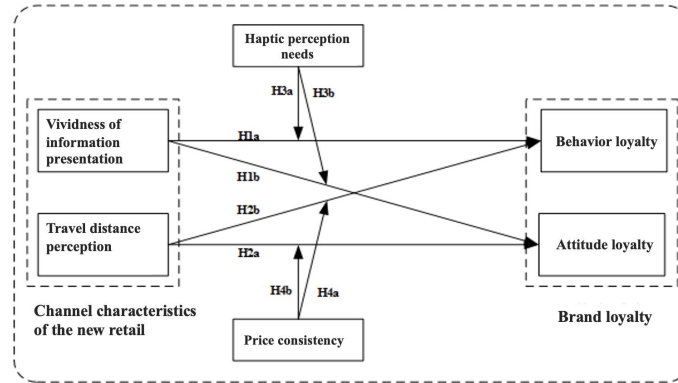 Haptic perception
needs
H3a
H3b
Vividness of
information
presentation
H1a
Behavior loyalty
H1b
H2b
Travel distance
perception
Attitude loyalty
H2a
H4b
H4a
Channel characteristics
of the new retail
Brand loyalty
Price consistency